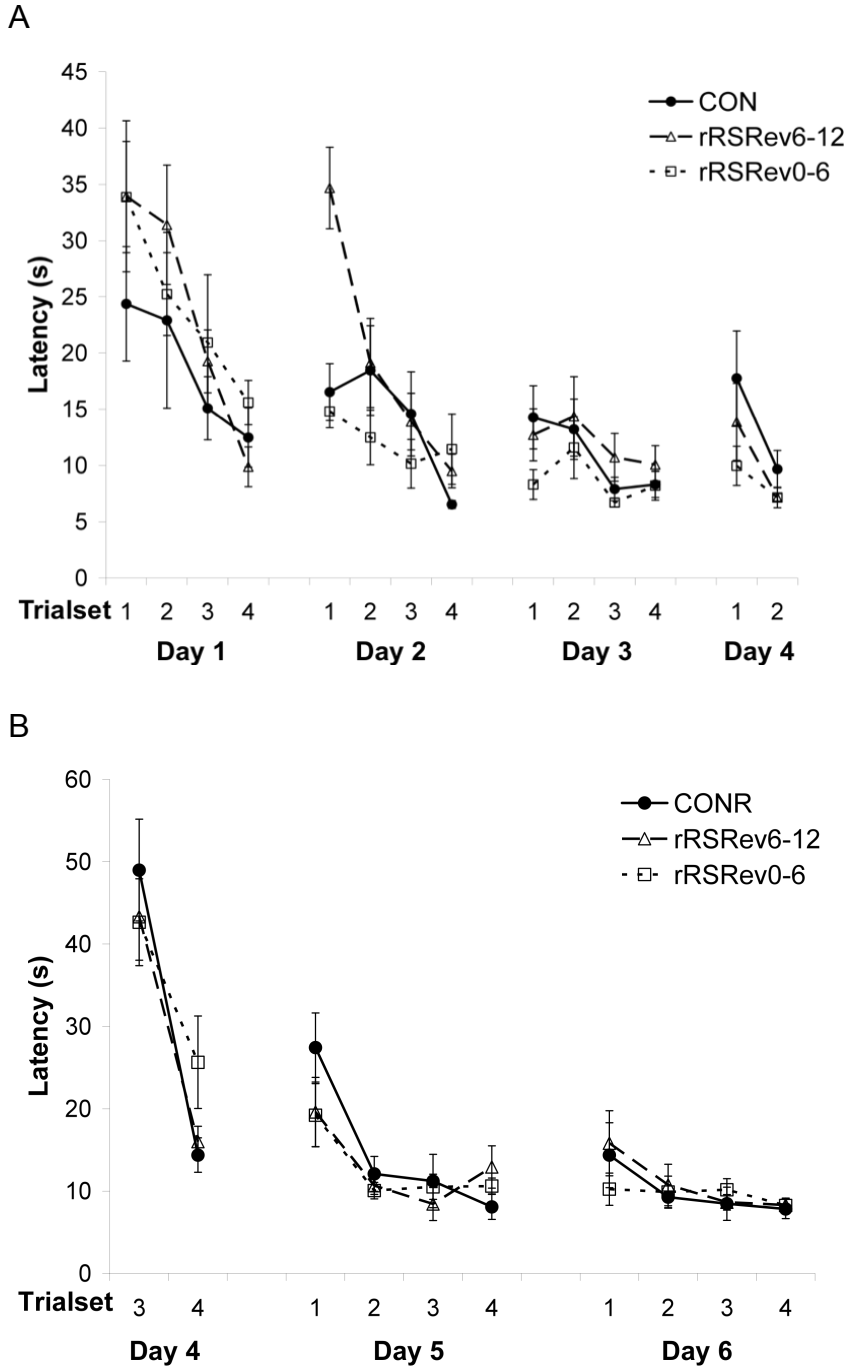 A
45
40
35
30
25
20
15
10
5
0
Latency (s)
CON
rRSRev6-12
rRSRev0-6
Trialset 1 2 3 4 1 2 3 4 1 2 3 4 1 2
Day 1 Day 2 Day 3 Day 4
B
60
50
40
30
20
10
0
Latency (s)
CONR
rRSRev6-12
rRSRev0-6
Trialset 3 4 1 2 3 4 1 2 3 4
Day 4 Day 5 Day 6